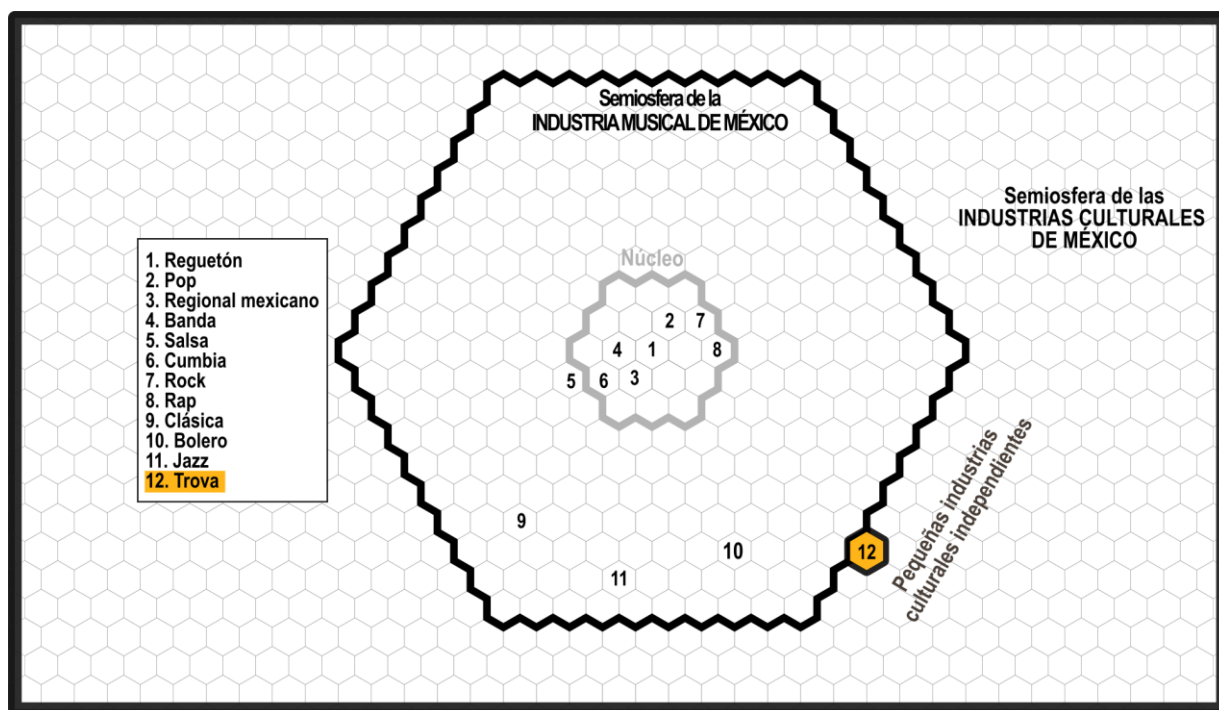 Semiosfera de la
INDUSTRIA MUSICAL DE MÉXICO
Semiosfera de las
INDUSTRIAS CULTURALES
DE MÉXICO
1. Reguetón
2. Pop
3. Regional mexicano
4. Banda
5. Salsa
6. Cumbia
7. Rock
8. Rap
9. Clásica
10. Bolero
11. Jazz
12. Trova
Núcleo
2 7
4 1 8
5 6 3
9
10
11
12
Pequeñas industrias
culturales independientes